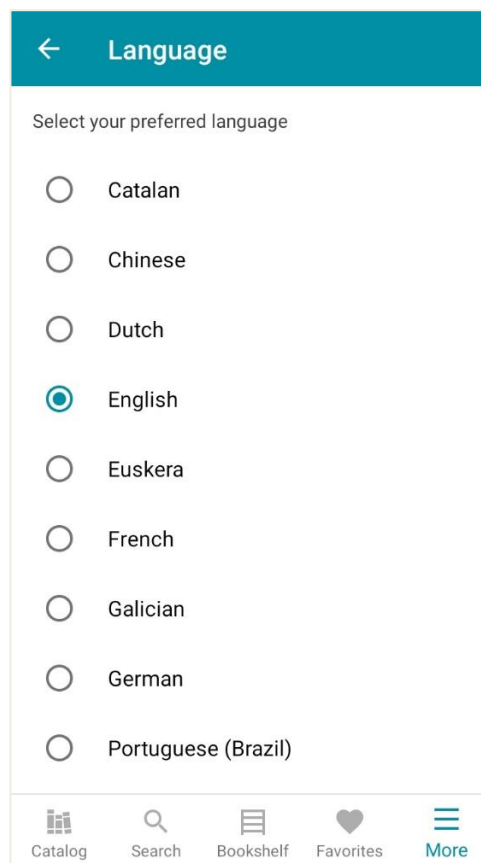 Language
Select your preferred language
Catalan
Chinese
Dutch
English
Euskera
French
Galician
German
Portuguese (Brazil)
Catalog Search Bookshelf Favorites More